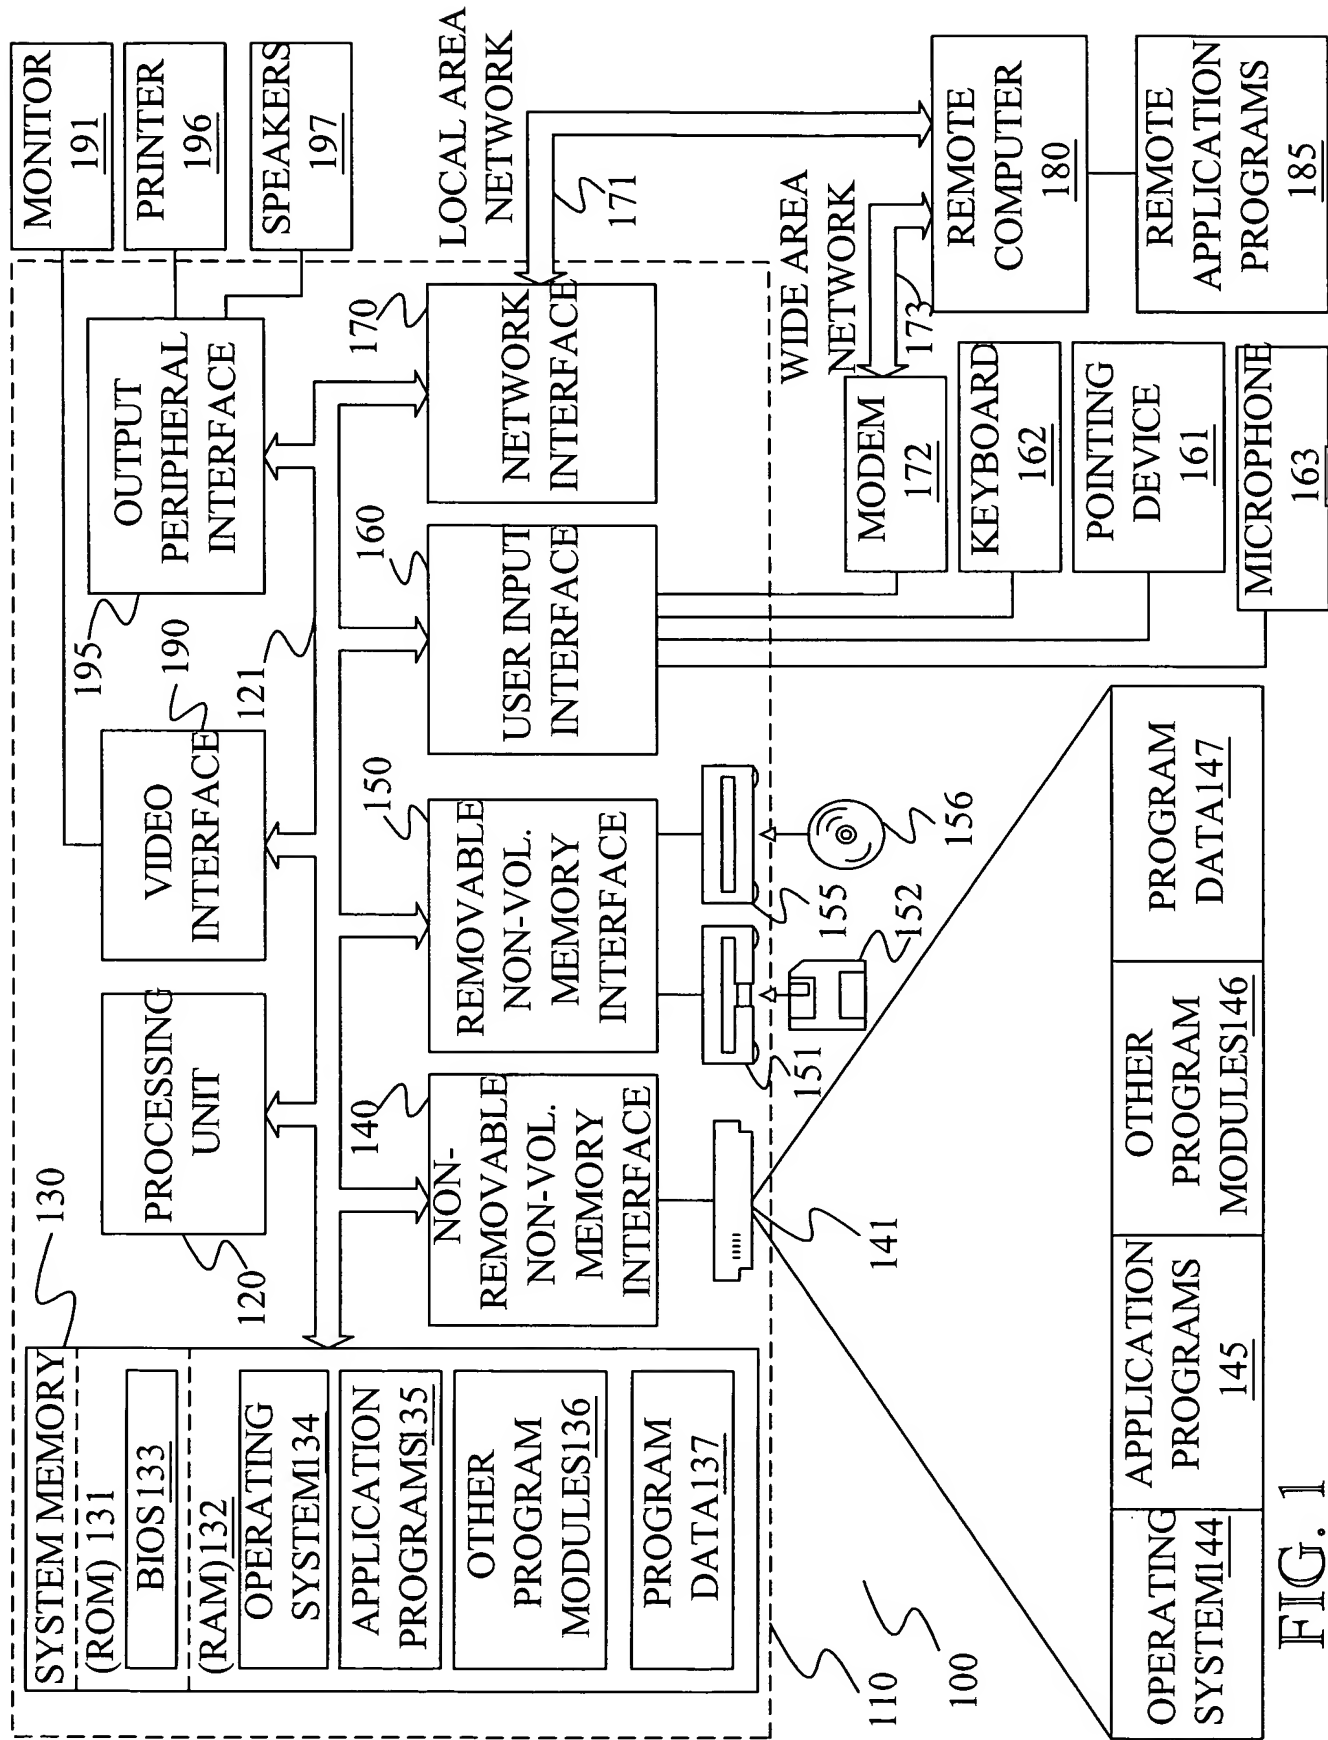 SYSTEM MEMORY
(ROM) 131
BIOS133
(RAM)132
OPERATING
SYSTEM134
APPLICATION
PROGRAMS135
OTHER
PROGRAM
MODULES136
PROGRAM
DATA137
130
PROCESSING
UNIT
120
VIDEO
INTERFACE
190
121
OUTPUT
PERIPHERAL
INTERFACE
195
MONITOR
191
PRINTER
196
SPEAKERS
197
NON-
REMOVABLE
NON-VOL.
MEMORY
INTERFACE
140
REMOVABLE
NON-VOL.
MEMORY
INTERFACE
150
USER INPUT
INTERFACE
160
NETWORK
INTERFACE
170
LOCAL AREA
NETWORK
171
141
151
152
155
156
WIDE AREA
NETWORK
173
MODEM
172
KEYBOARD
162
POINTING
DEVICE
161
MICROPHONE
163
REMOTE
COMPUTER
180
REMOTE
APPLICATION
PROGRAMS
185
110
100
OPERATING
SYSTEM144
APPLICATION
PROGRAMS
145
OTHER
PROGRAM
MODULES146
PROGRAM
DATA147
FIG. 1